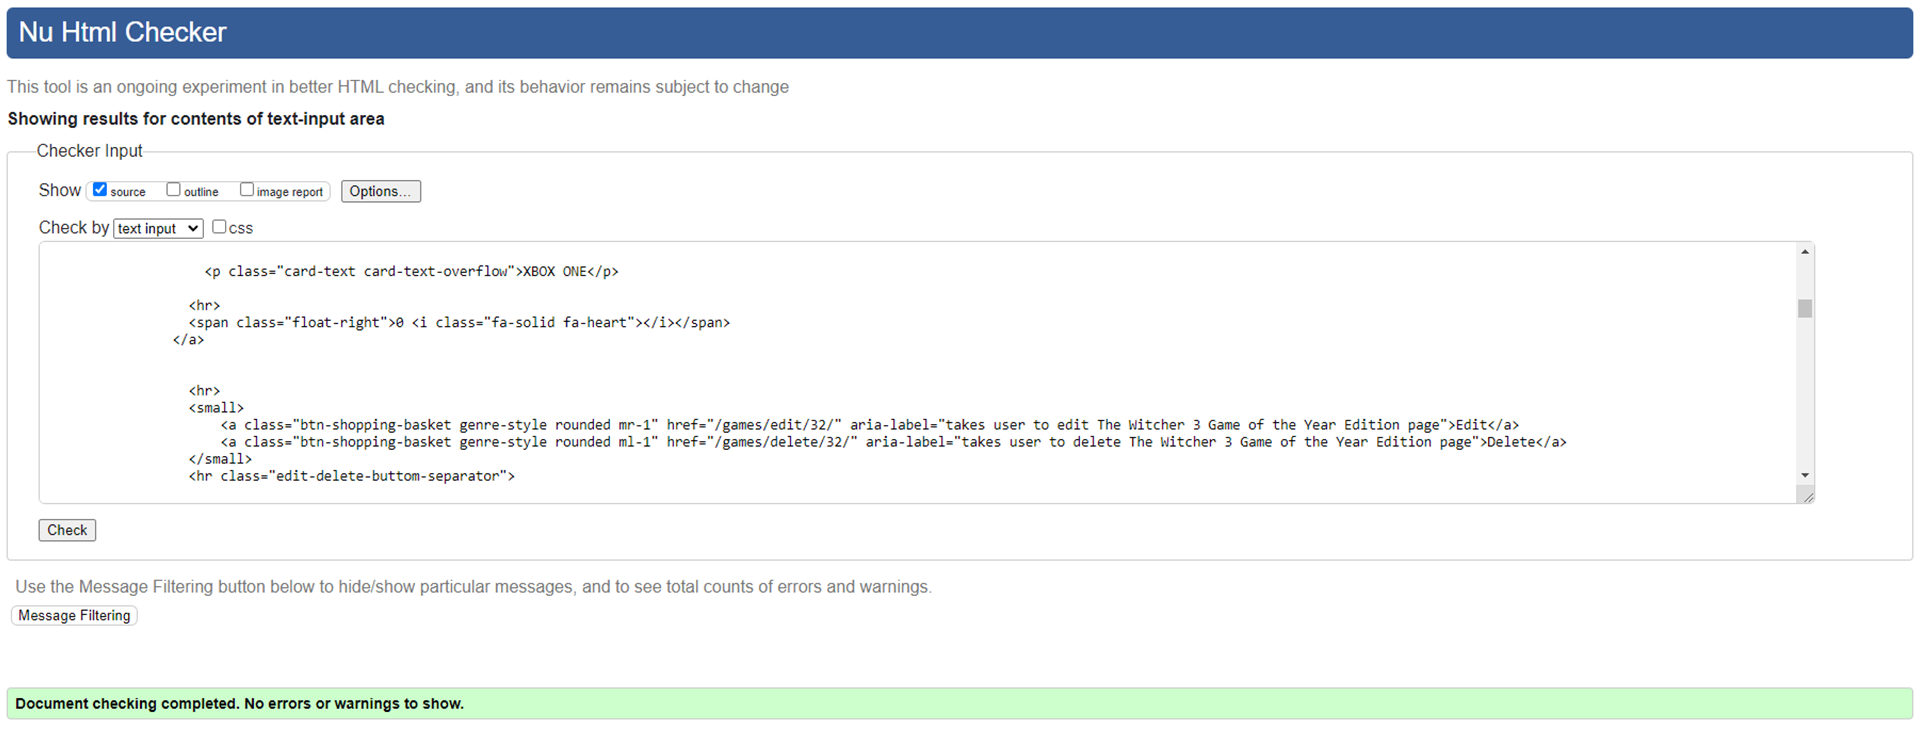 Nu Html Checker
This tool is an ongoing experiment in better HTML checking, and its behavior remains subject to change
Showing results for contents of text-input area
Checker Input
Show source outline image report Options...
Check by text input css
<p class="card-text card-text-overflow">XBOX ONE</p>
<hr>
<span class="float-right">0 <i class="fa-solid fa-heart"></i></span>
</a>
<hr>
<small>
<a class="btn-shopping-basket genre-style rounded mr-1" href="/games/edit/32/" aria-label="takes user to edit The Witcher 3 Game of the Year Edition page">Edit</a>
<a class="btn-shopping-basket genre-style rounded ml-1" href="/games/delete/32/" aria-label="takes user to delete The Witcher 3 Game of the Year Edition page">Delete</a>
</small>
<hr class="edit-delete-buttom-separator">
Check
Use the Message Filtering button below to hide/show particular messages, and to see total counts of errors and warnings.
Message Filtering
Document checking completed. No errors or warnings to show.